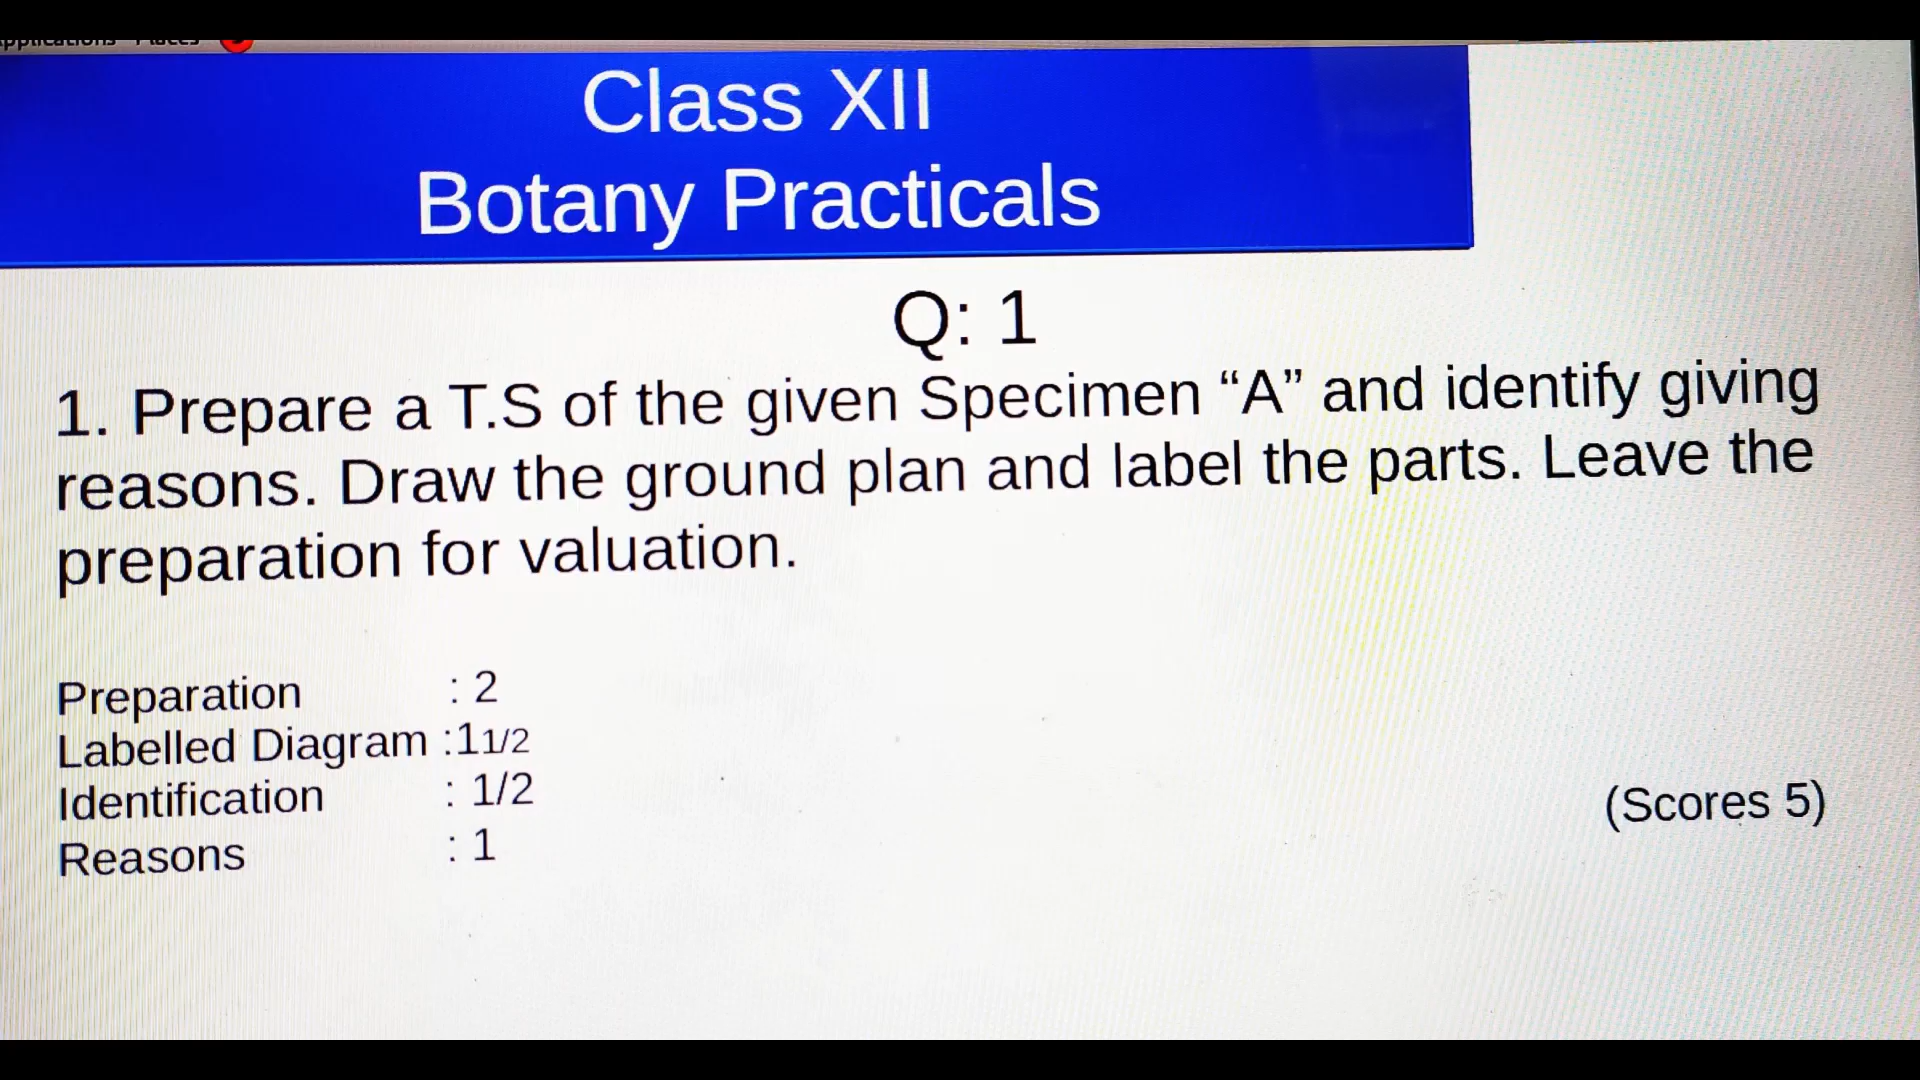 Applications Places
Class XII
Botany Practicals
Q: 1
1. Prepare a T.S of the given Specimen “A” and identify giving
reasons. Draw the ground plan and label the parts. Leave the
preparation for valuation.
Preparation : 2
Labelled Diagram :11/2
Identification : 1/2
Reasons : 1
(Scores 5)